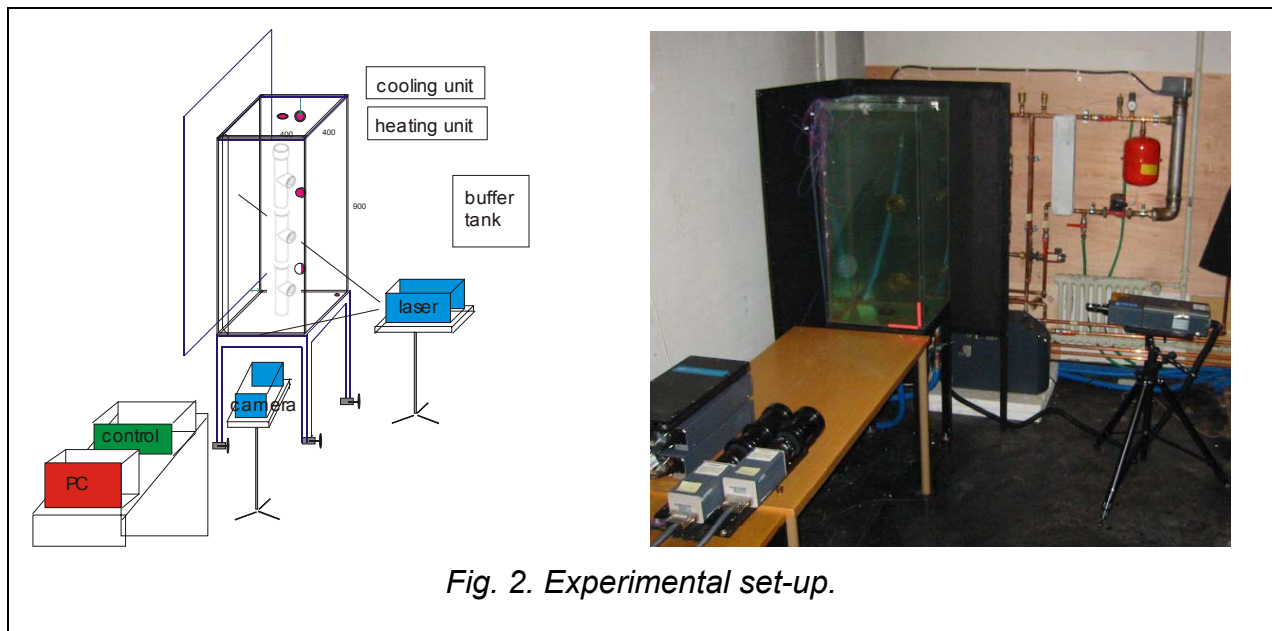 cooling unit
heating unit
400
400
900
buffer
tank
laser
camera
control
PC
Fig. 2. Experimental set-up.